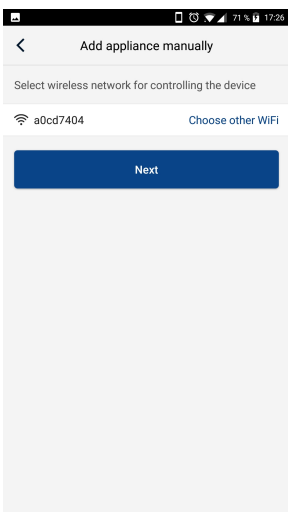 71 % 17:26
Add appliance manually
Select wireless network for controlling the device
a0cd7404 Choose other WiFi
Next